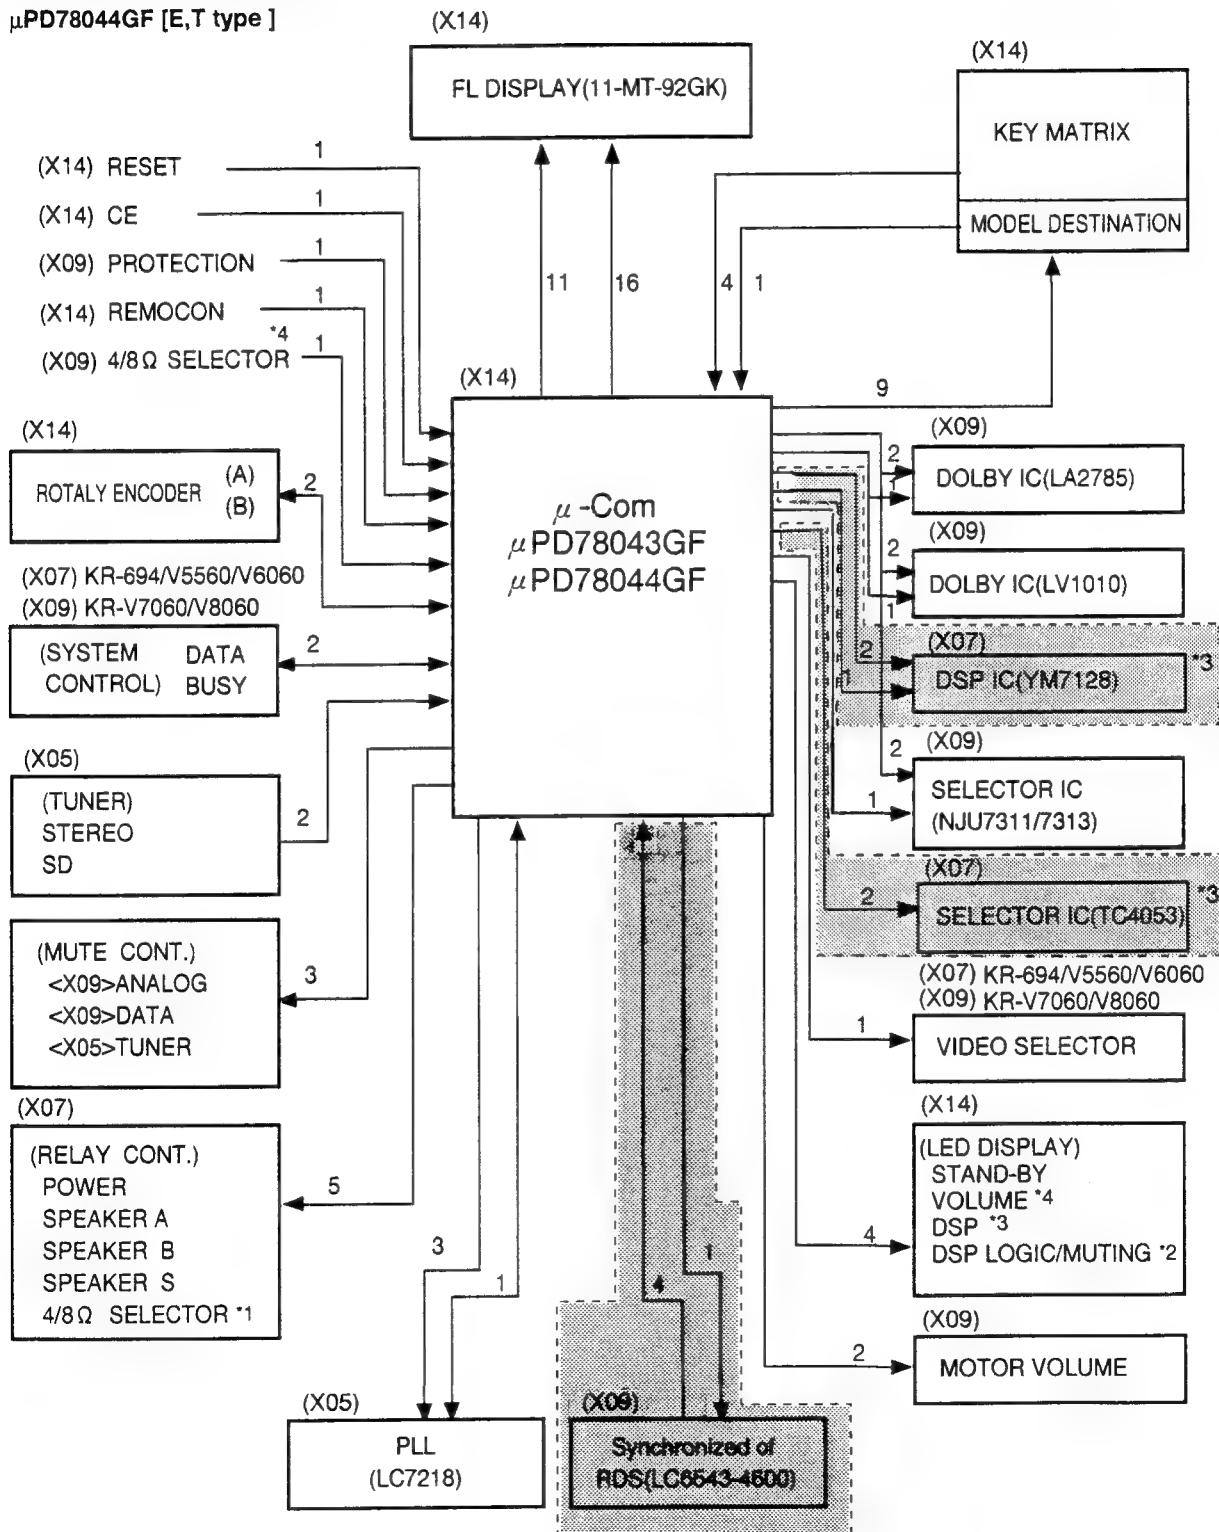 μPD78044GF [E,T type ]
(X14)
FL DISPLAY(11-MT-92GK)
(X14)
KEY MATRIX
MODEL DESTINATION
(X14) RESET 1
(X14) CE 1
(X09) PROTECTION 1
(X14) REMOCON 1
(X09) 4/8Ω SELECTOR *4 1
11
16
4
1
9
(X14)
μ-Com
μPD78043GF
μPD78044GF
(X14)
ROTALY ENCODER (A)
(B)
2
(X07) KR-694/V5560/V6060
(X09) KR-V7060/V8060
(SYSTEM DATA
CONTROL) BUSY
2
(X05)
(TUNER)
STEREO
SD
2
(MUTE CONT.)
<X09>ANALOG
<X09>DATA
<X05>TUNER
3
(X07)
(RELAY CONT.)
POWER
SPEAKER A
SPEAKER B
SPEAKER S
4/8Ω SELECTOR *1
5
(X09)
2
1
DOLBY IC(LA2785)
(X09)
2
1
DOLBY IC(LV1010)
(X07)
2
1
DSP IC(YM7128)
*3
(X09)
2
1
SELECTOR IC
(NJU7311/7313)
(X07)
2
SELECTOR IC(TC4053)
*3
(X07) KR-694/V5560/V6060
(X09) KR-V7060/V8060
1
VIDEO SELECTOR
(X14)
(LED DISPLAY)
STAND-BY
VOLUME *4
DSP *3
DSP LOGIC/MUTING *2
4
(X09)
2
MOTOR VOLUME
3
1
4
4
1
(X05)
PLL
(LC7218)
(X09)
Synchronized of
RDS(LC6543-4600)